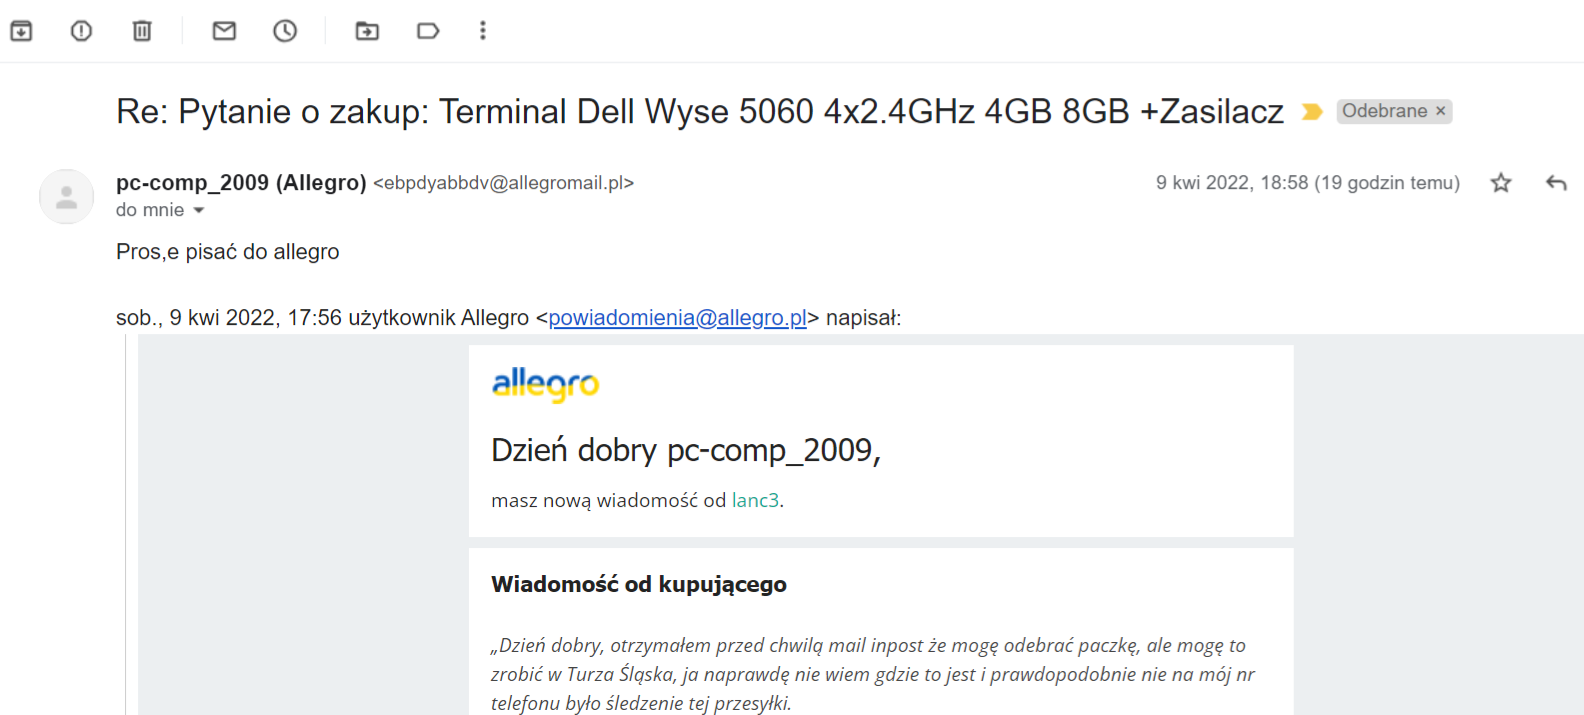 Re: Pytanie o zakup: Terminal Dell Wyse 5060 4x2.4GHz 4GB 8GB +Zasilacz Odebrane ×
pc-comp_2009 (Allegro) <ebpdyabbdv@allegromail.pl> 9 kwi 2022, 18:58 (19 godzin temu)
do mnie
Pros,e pisać do allegro
sob., 9 kwi 2022, 17:56 użytkownik Allegro <powiadomienia@allegro.pl> napisał:
allegro
Dzień dobry pc-comp_2009,
masz nową wiadomość od lanc3.
Wiadomość od kupującego
„Dzień dobry, otrzymałem przed chwilą mail inpost że mogę odebrać paczkę, ale mogę to
zrobić w Turza Śląska, ja naprawdę nie wiem gdzie to jest i prawdopodobnie nie na mój nr
telefonu było śledzenie tej przesyłki.